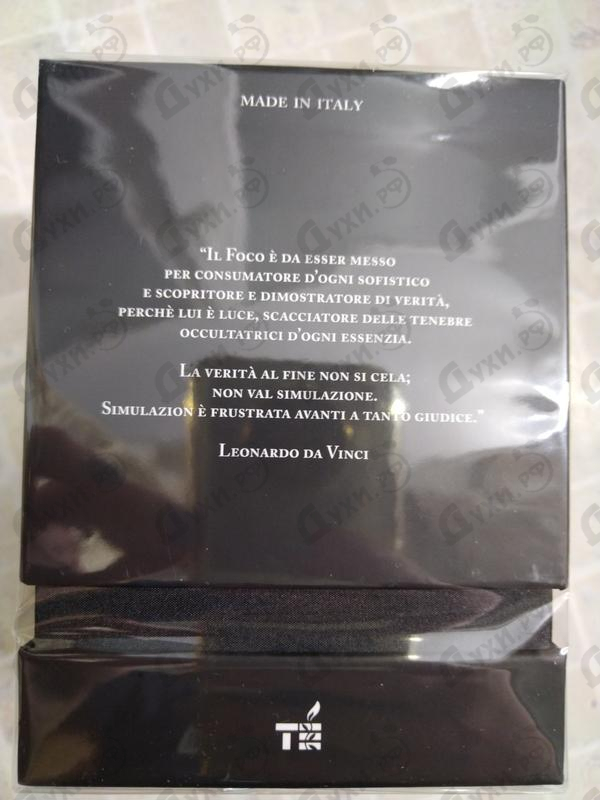 MADE IN ITALY
“IL FOCO È DA ESSER MESSO
PER CONSUMATORE D’OGNI SOFISTICO
E SCOPRITORE E DIMOSTRATORE DI VERITÀ,
PERCHÈ LUI È LUCE, SCACCIATORE DELLE TENEBRE
OCCULTATRICI D’OGNI ESSENZIA.
LA VERITÀ AL FINE NON SI CELA;
NON VAL SIMULAZIONE.
SIMULAZION È FRUSTRATA AVANTI A TANTO GIUDICE.”
LEONARDO DA VINCI
Духи.рф